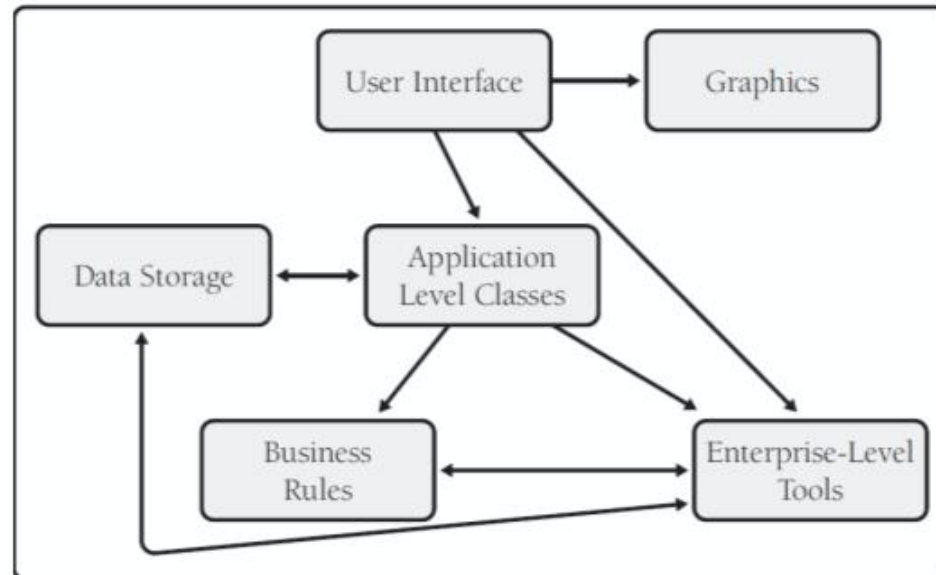 User Interface
Graphics
Data Storage
Application
Level Classes
Business
Rules
Enterprise-Level
Tools